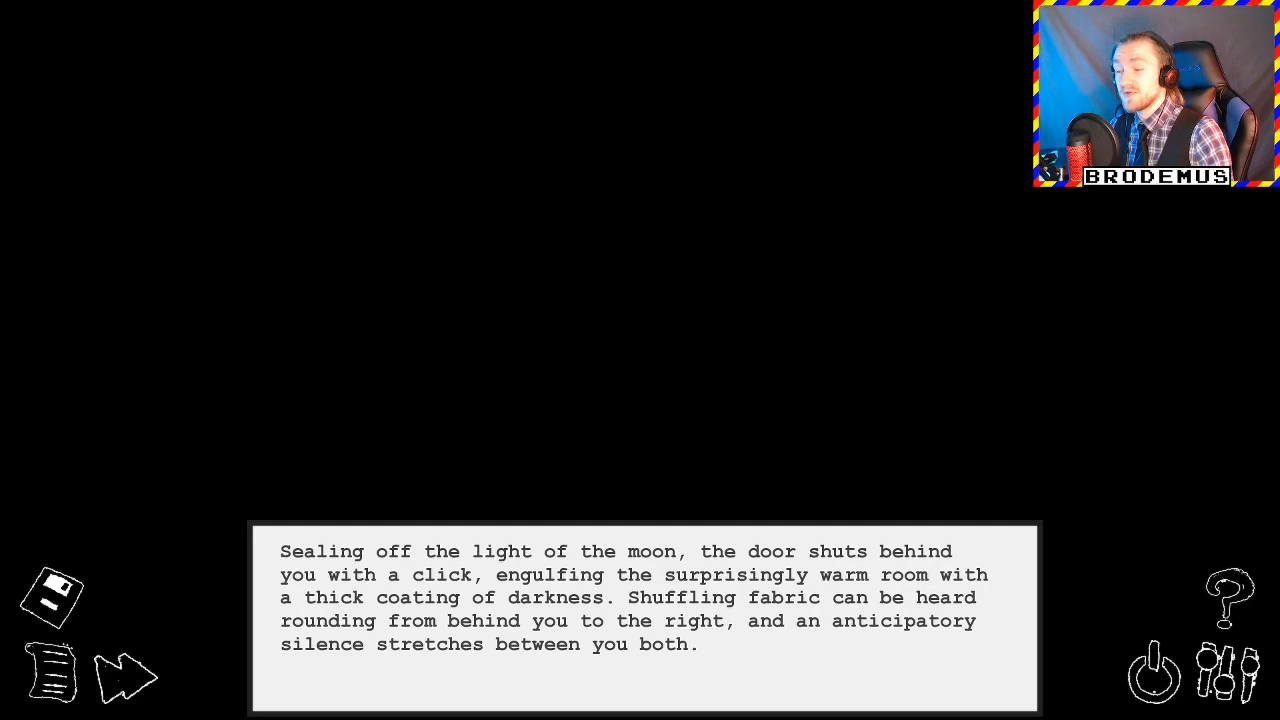 BRODEMUS
Sealing off the light of the moon, the door shuts behind
you with a click, engulfing the surprisingly warm room with
a thick coating of darkness. Shuffling fabric can be heard
rounding from behind you to the right, and an anticipatory
silence stretches between you both.